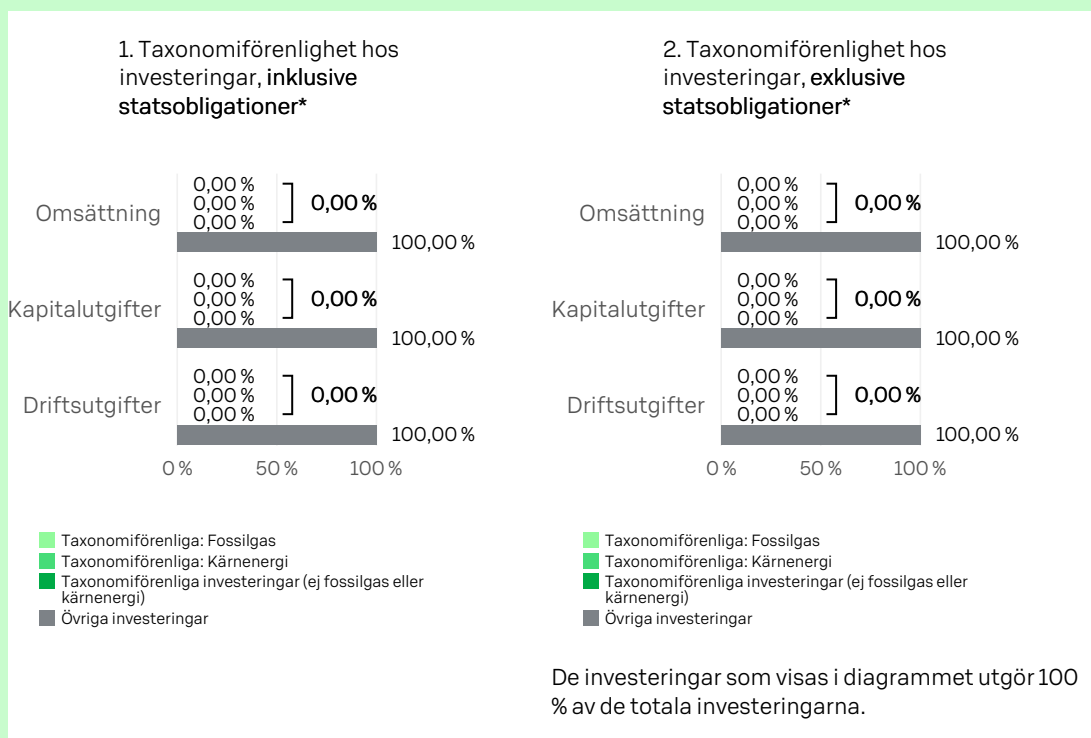 1. Taxonomiförenlighet hos
investeringar, inklusive
statsobligationer*
Omsättning
0,00 %
0,00 %
0,00 %
0,00 %
100,00 %
Kapitalutgifter
0,00 %
0,00 %
0,00 %
0,00 %
100,00 %
Driftsutgifter
0,00 %
0,00 %
0,00 %
0,00 %
100,00 %
0 %
50 %
100 %
Taxonomiförenliga: Fossilgas
Taxonomiförenliga: Kärnenergi
Taxonomiförenliga investeringar (ej fossilgas eller
kärnenergi)
Övriga investeringar
2. Taxonomiförenlighet hos
investeringar, exklusive
statsobligationer*
Omsättning
0,00 %
0,00 %
0,00 %
0,00 %
100,00 %
Kapitalutgifter
0,00 %
0,00 %
0,00 %
0,00 %
100,00 %
Driftsutgifter
0,00 %
0,00 %
0,00 %
0,00 %
100,00 %
0 %
50 %
100 %
Taxonomiförenliga: Fossilgas
Taxonomiförenliga: Kärnenergi
Taxonomiförenliga investeringar (ej fossilgas eller
kärnenergi)
Övriga investeringar
De investeringar som visas i diagrammet utgör 100
% av de totala investeringarna.